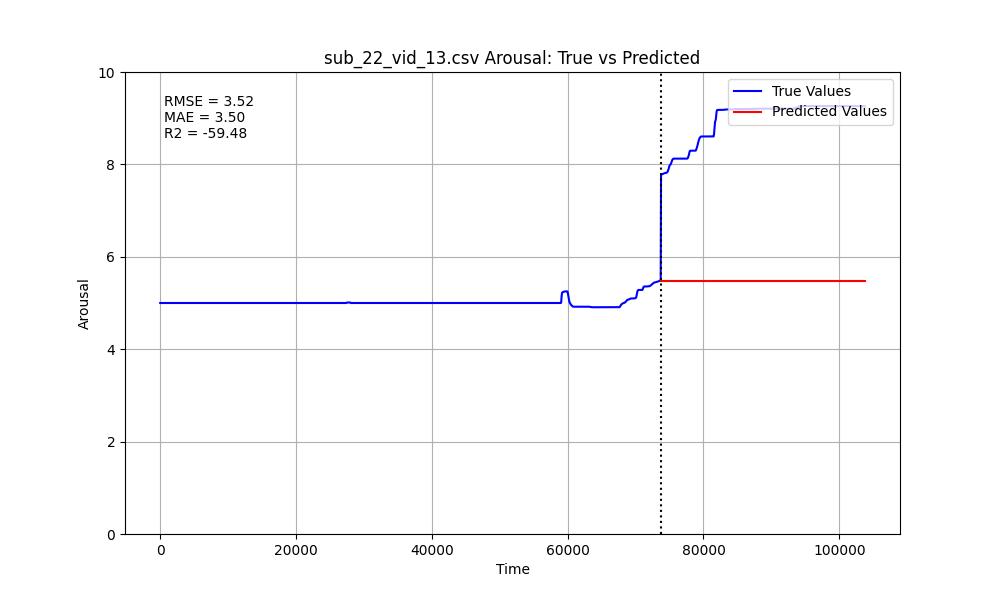 sub_22_vid_13.csv Arousal: True vs Predicted
RMSE = 3.52
MAE = 3.50
R2 = -59.48
True Values
Predicted Values
10
8
6
4
2
0
Arousal
0 20000 40000 60000 80000 100000
Time